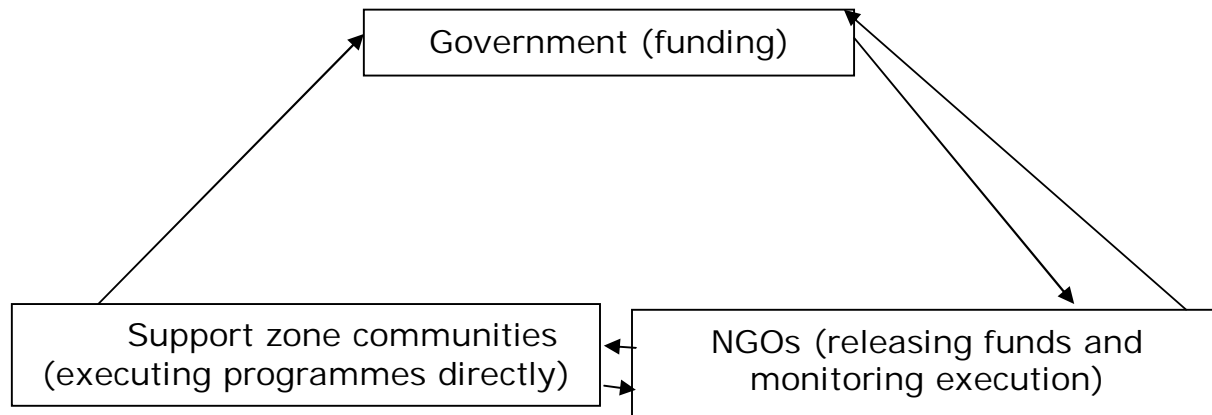 Government (funding)
Support zone communities
(executing programmes directly)
NGOs (releasing funds and
monitoring execution)